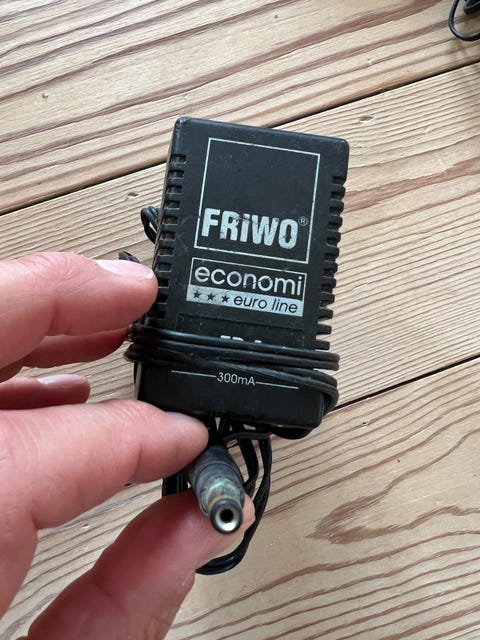 FRIWO®
economi
★★★ euro line
300mA